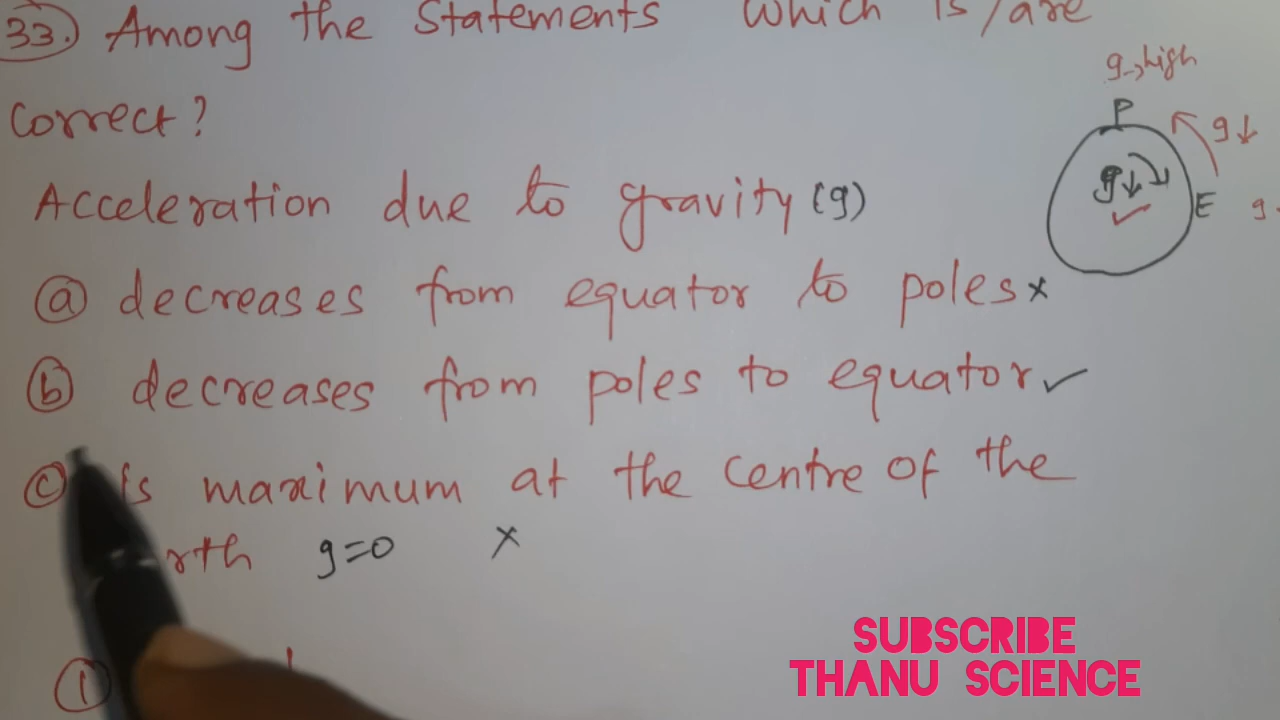 33. Among the Statements which is/are
correct?
g→high
P
g↓
g↓
E
g
Acceleration due to gravity (g)
a decreases from equator to poles ×
b decreases from poles to equator ✓
c is maximum at the centre of the
rth g=0 ×
1
SUBSCRIBE
THANU SCIENCE